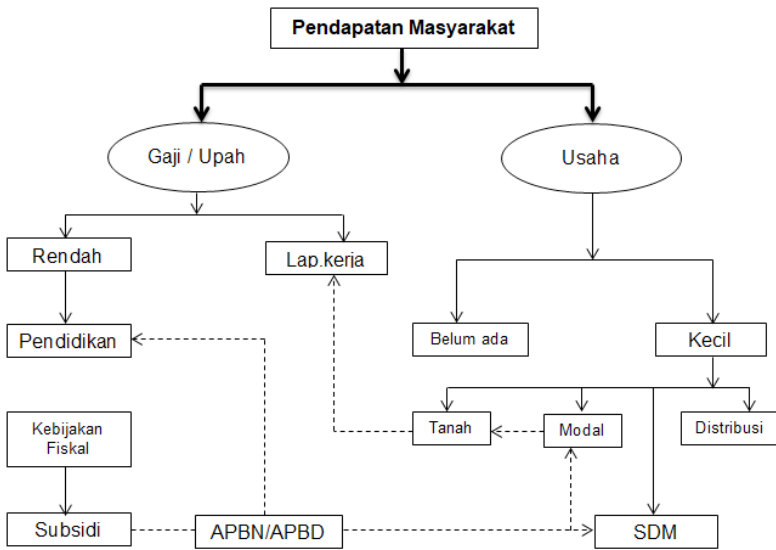 Pendapatan Masyarakat
Gaji / Upah
Usaha
Rendah
Lap.kerja
Pendidikan
Belum ada
Kecil
Kebijakan
Fiskal
Tanah
Modal
Distribusi
Subsidi
APBN/APBD
SDM